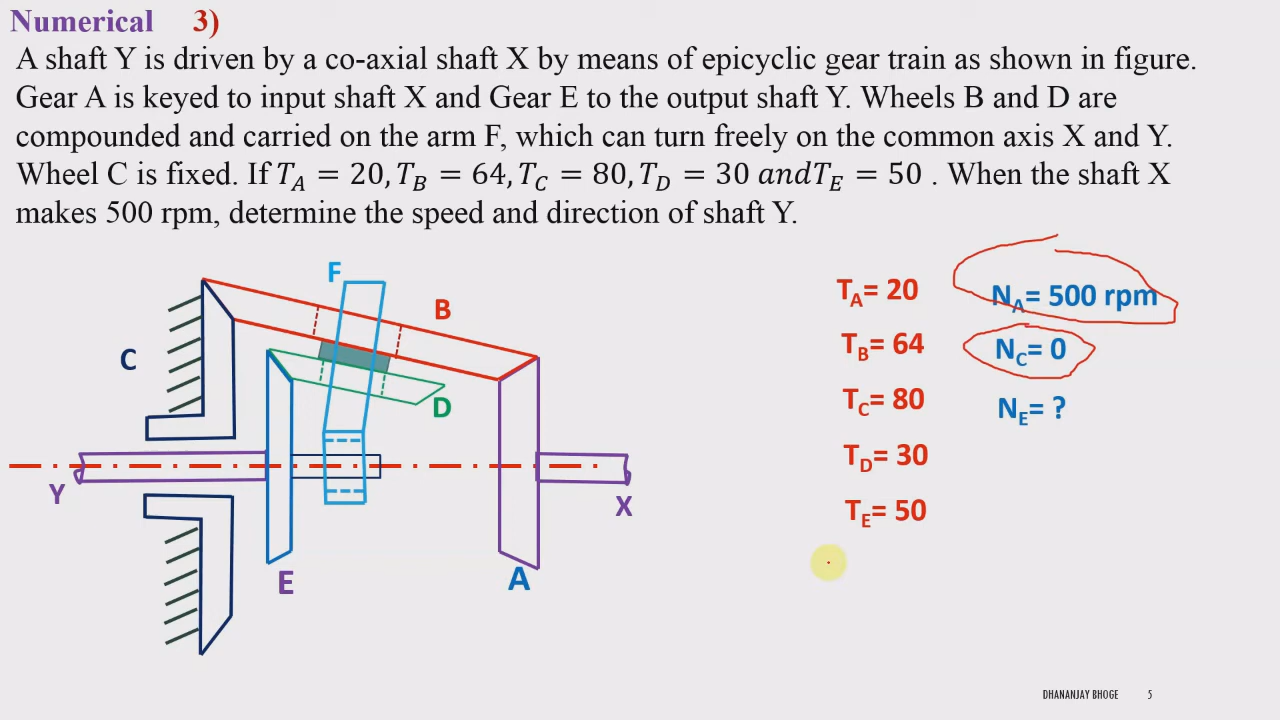 Numerical 3)
A shaft Y is driven by a co-axial shaft X by means of epicyclic gear train as shown in figure.
Gear A is keyed to input shaft X and Gear E to the output shaft Y. Wheels B and D are
compounded and carried on the arm F, which can turn freely on the common axis X and Y.
Wheel C is fixed. If T_A = 20, T_B = 64, T_C = 80, T_D = 30 andT_E = 50 . When the shaft X
makes 500 rpm, determine the speed and direction of shaft Y.
F
B
C
D
Y
X
E
A
T_A= 20
N_A= 500 rpm
T_B= 64
N_C= 0
T_C= 80
N_E= ?
T_D= 30
T_E= 50
DHANANJAY BHOGE 5